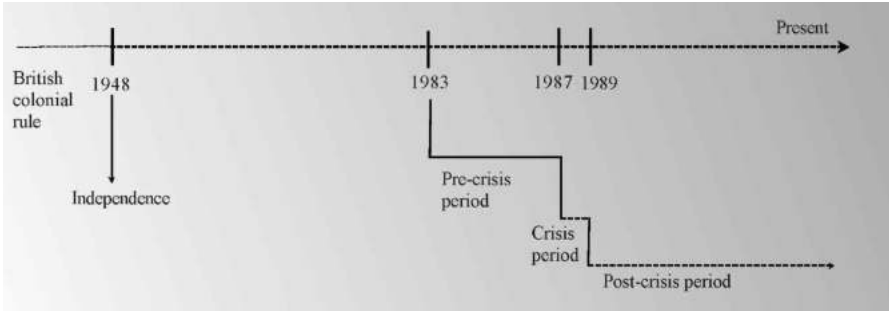 Present
British
colonial
rule
1948
1983
1987
1989
Independence
Pre-crisis
period
Crisis
period
Post-crisis period